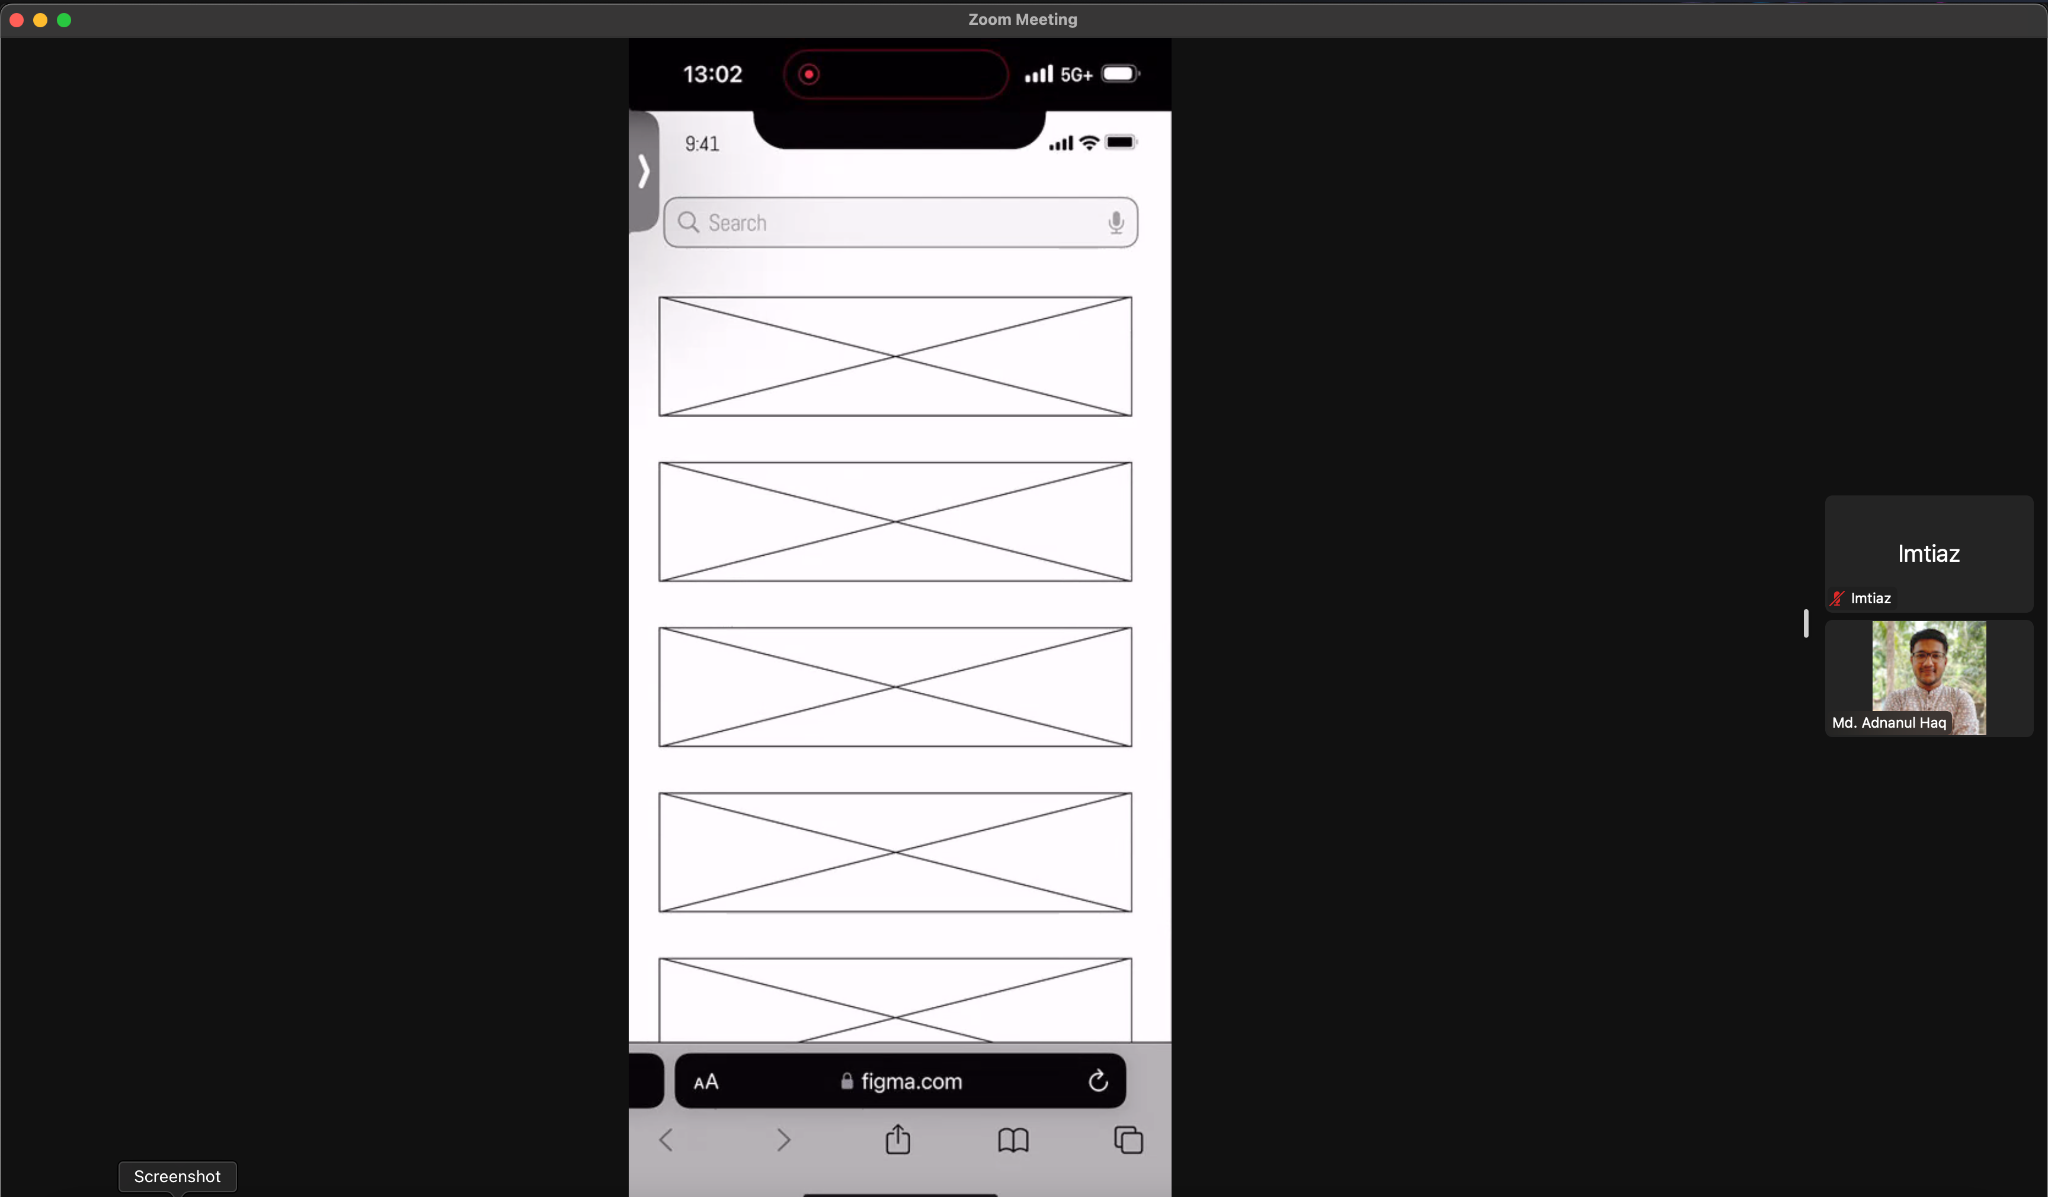 Zoom Meeting
13:02
5G+
9:41
Search
Imtiaz
Imtiaz
Md. Adnanul Haq
AA
figma.com
Screenshot